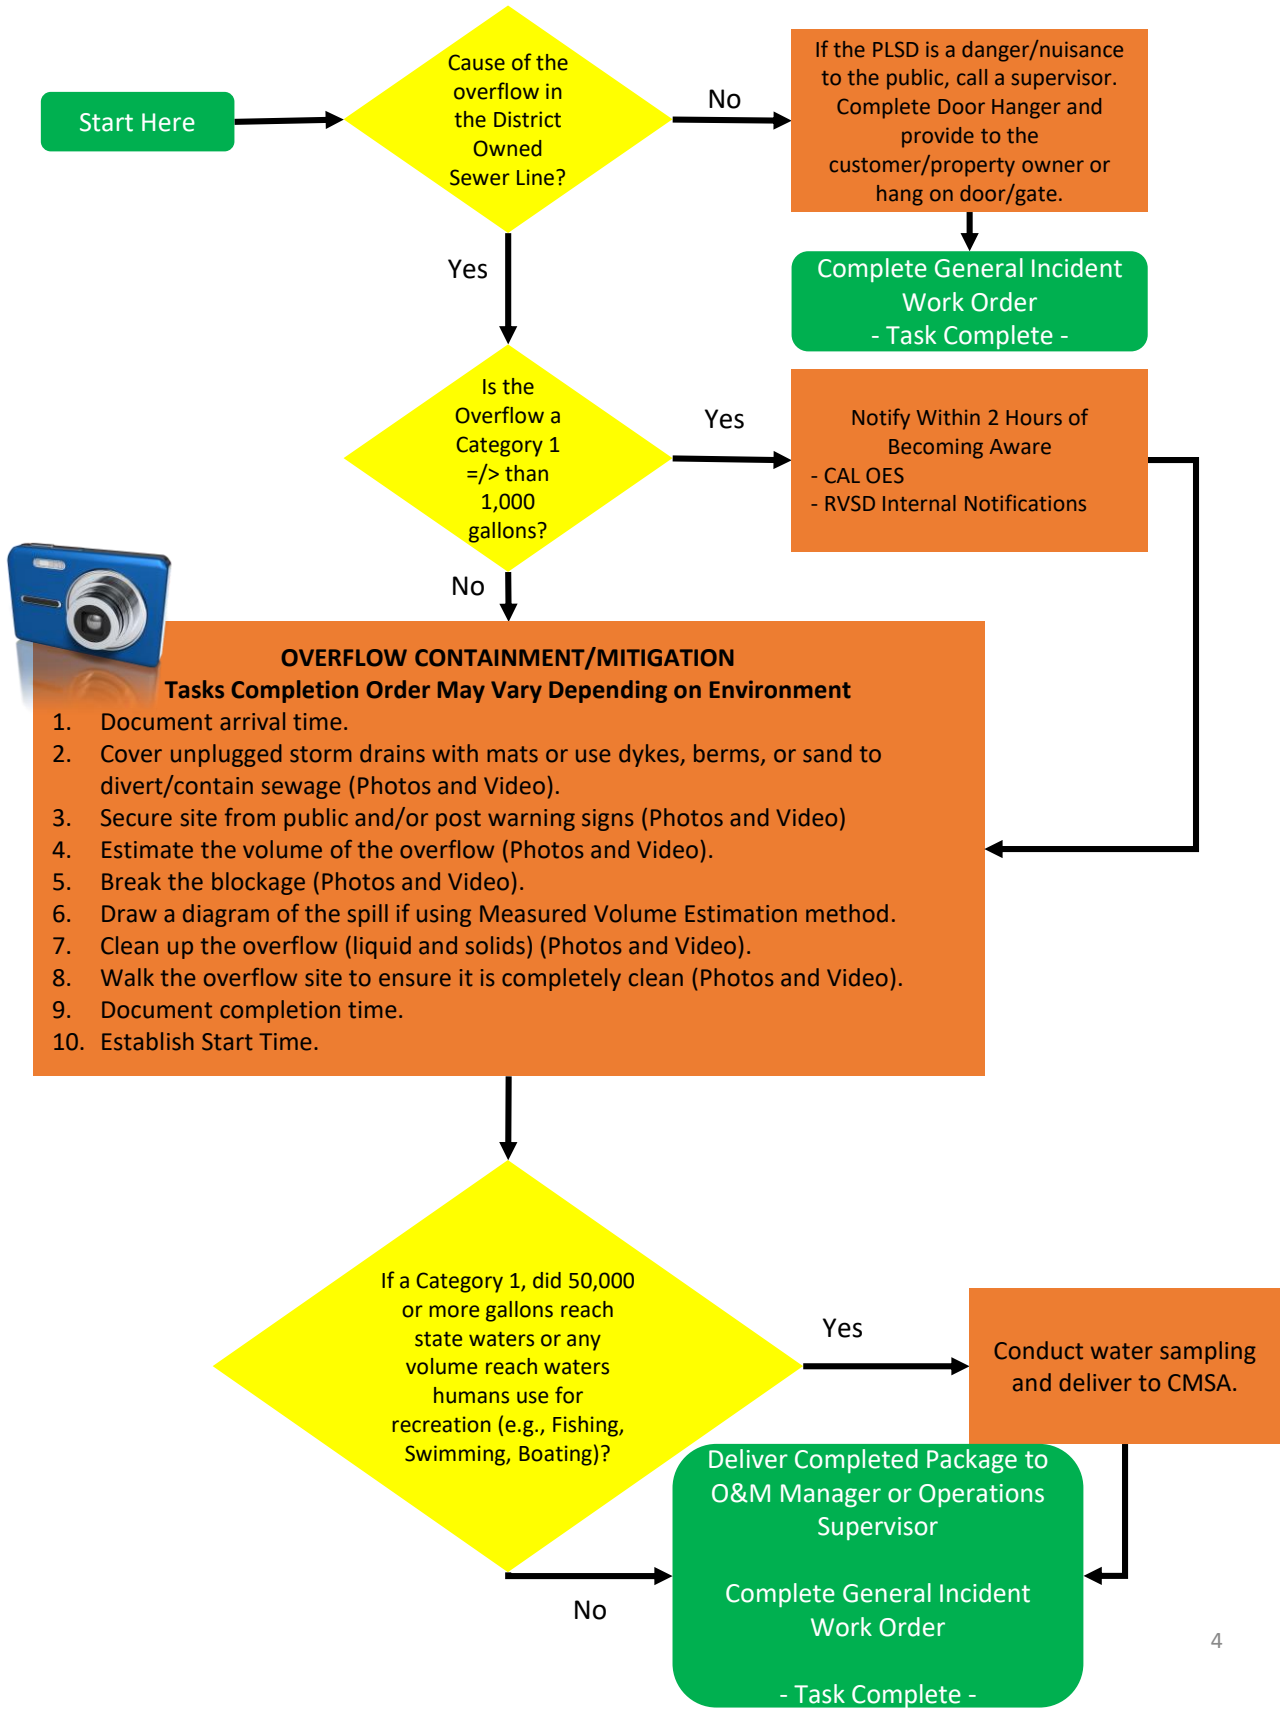 Start Here
Cause of the
overflow in
the District
Owned
Sewer Line?
No
If the PLSD is a danger/nuisance
to the public, call a supervisor.
Complete Door Hanger and
provide to the
customer/property owner or
hang on door/gate.
Yes
Complete General Incident
Work Order
- Task Complete -
Is the
Overflow a
Category 1
=/> than
1,000
gallons?
Yes
Notify Within 2 Hours of
Becoming Aware
- CAL OES
- RVSD Internal Notifications
No
OVERFLOW CONTAINMENT/MITIGATION
Tasks Completion Order May Vary Depending on Environment
1. Document arrival time.
2. Cover unplugged storm drains with mats or use dykes, berms, or sand to
divert/contain sewage (Photos and Video).
3. Secure site from public and/or post warning signs (Photos and Video)
4. Estimate the volume of the overflow (Photos and Video).
5. Break the blockage (Photos and Video).
6. Draw a diagram of the spill if using Measured Volume Estimation method.
7. Clean up the overflow (liquid and solids) (Photos and Video).
8. Walk the overflow site to ensure it is completely clean (Photos and Video).
9. Document completion time.
10. Establish Start Time.
If a Category 1, did 50,000
or more gallons reach
state waters or any
volume reach waters
humans use for
recreation (e.g., Fishing,
Swimming, Boating)?
Yes
Conduct water sampling
and deliver to CMSA.
No
Deliver Completed Package to
O&M Manager or Operations
Supervisor
Complete General Incident
Work Order
- Task Complete -
4